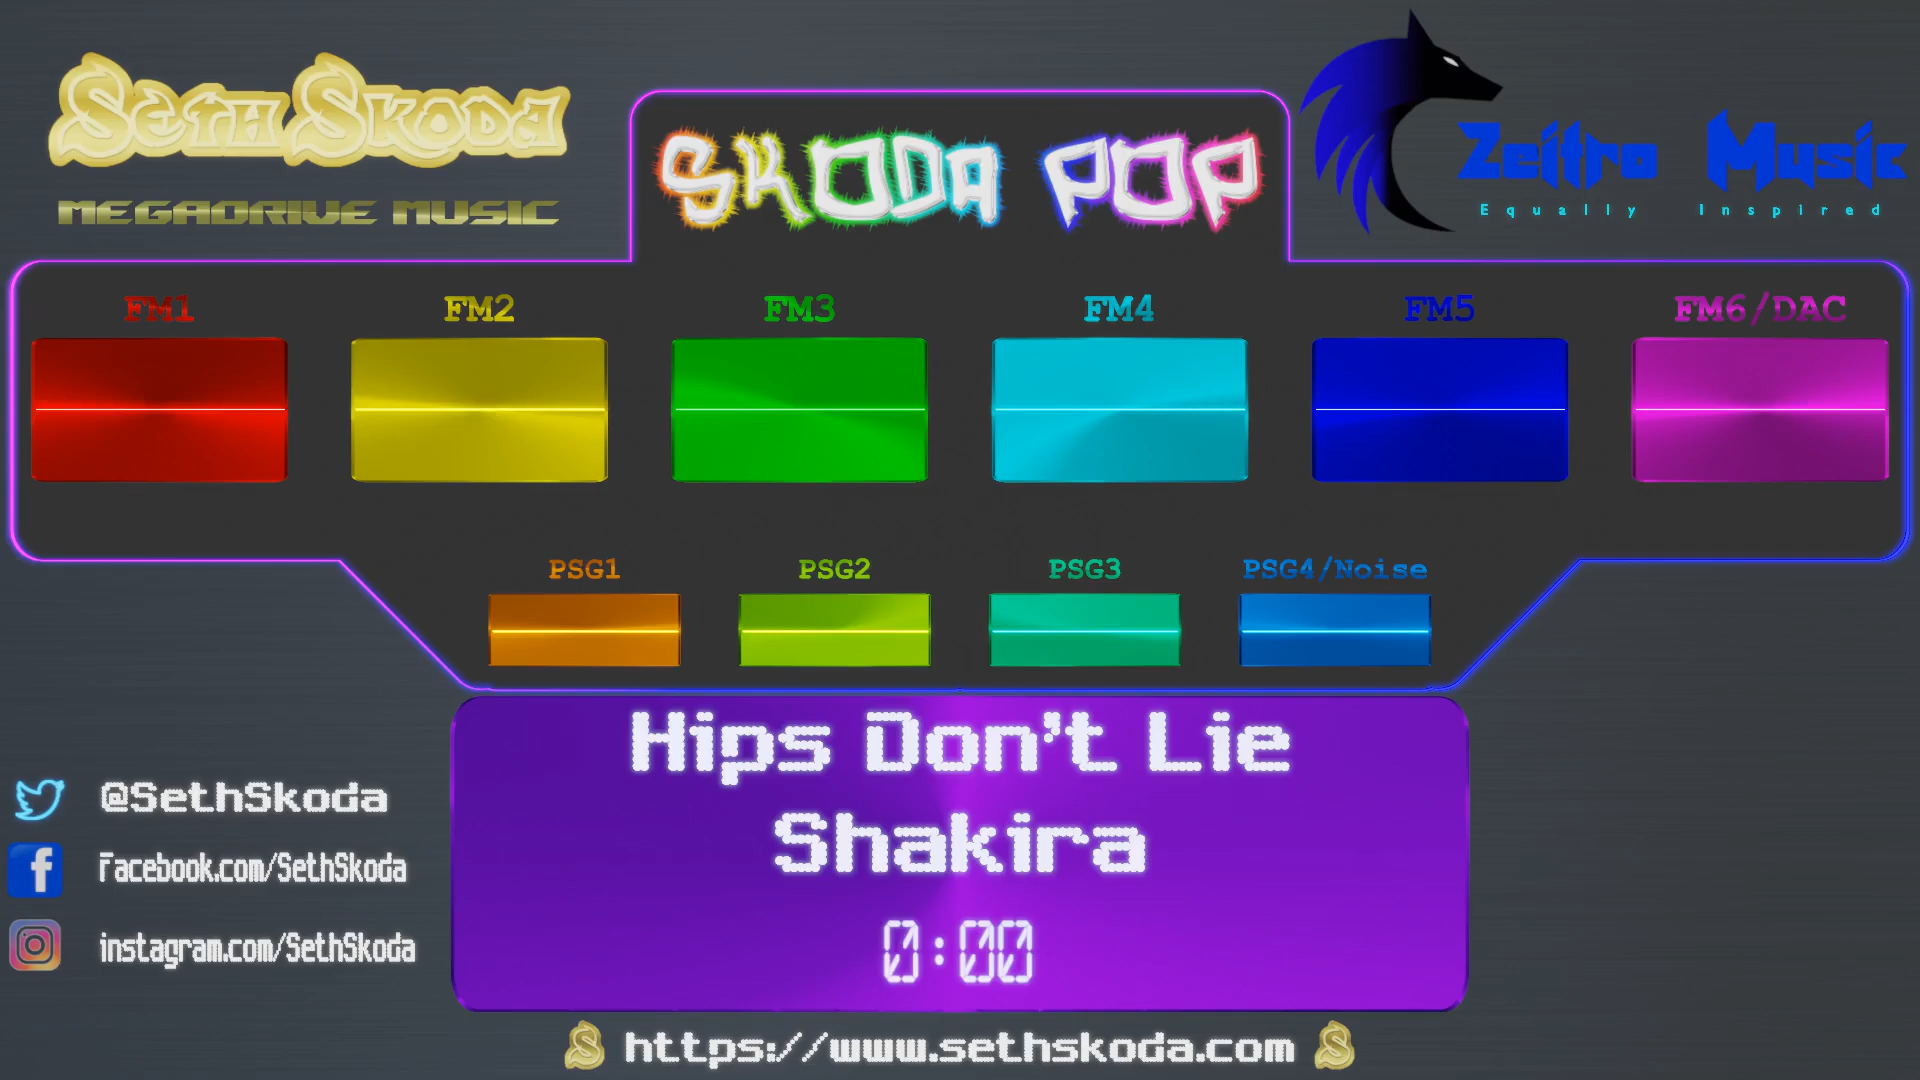 Seth Skoda
MEGADRIVE MUSIC
SKODA POP
Zeitro Music
Equally Inspired
FM1
FM2
FM3
FM4
FM5
FM6/DAC
PSG1
PSG2
PSG3
PSG4/Noise
Hips Don't Lie
Shakira
0:00
@SethSkoda
Facebook.com/SethSkoda
instagram.com/SethSkoda
S https://www.sethskoda.com S